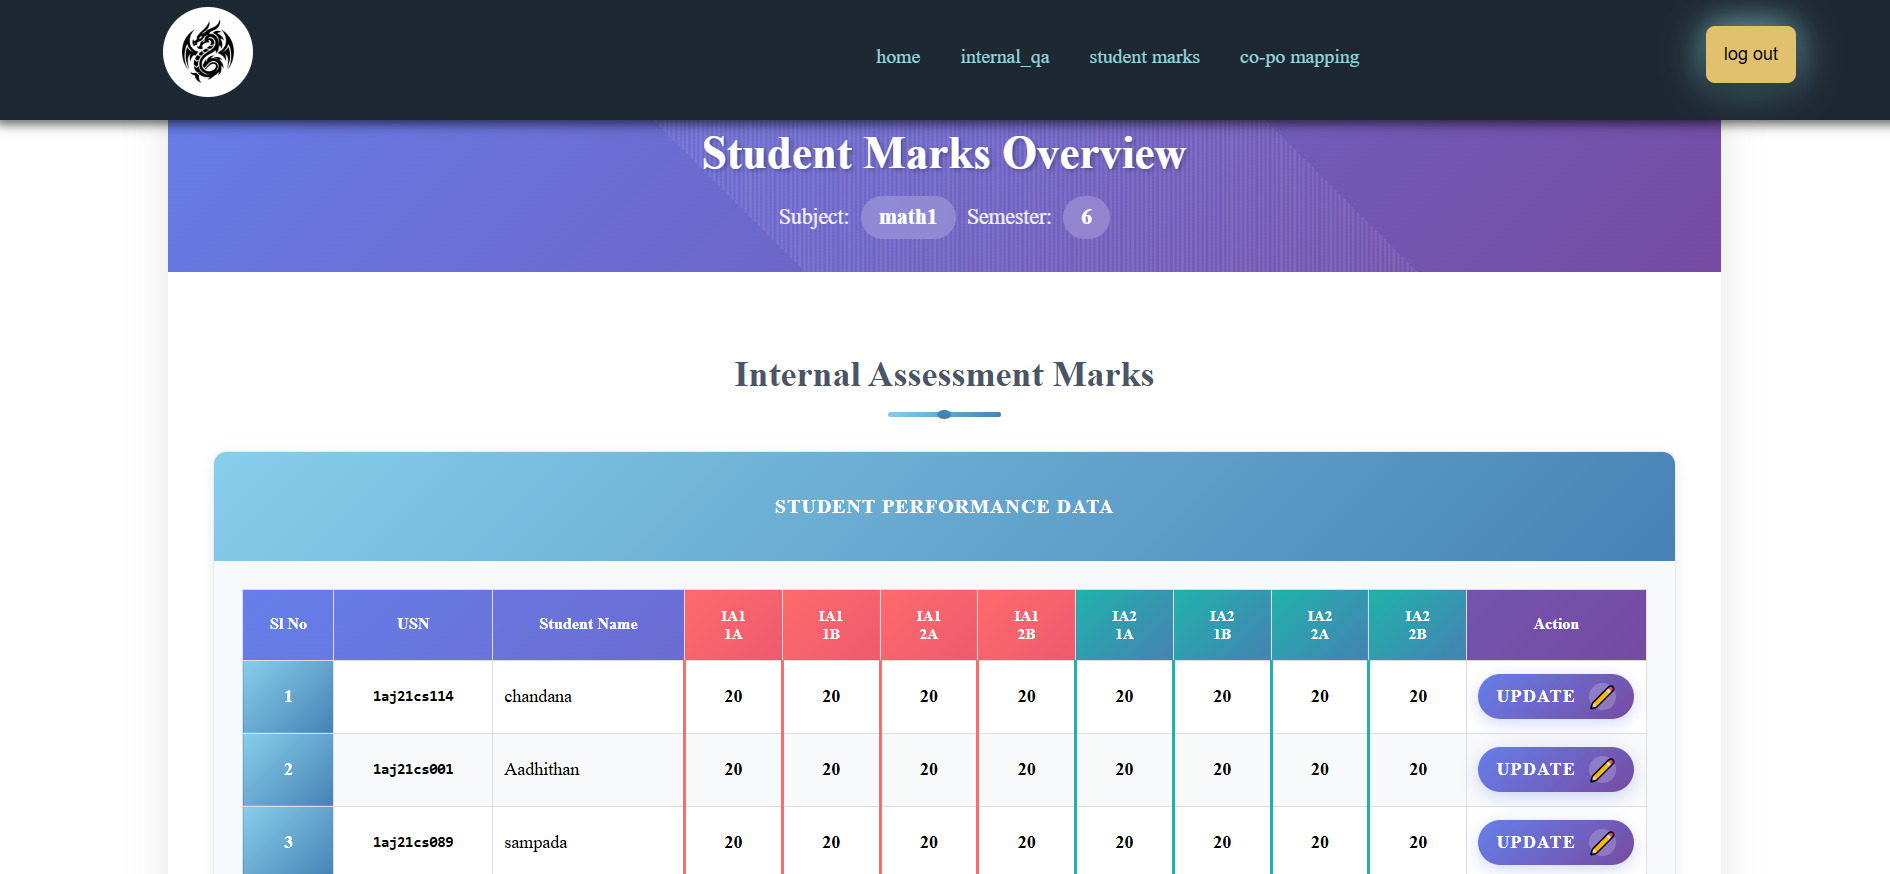 home internal_qa student marks co-po mapping log out
Student Marks Overview
Subject: math1 Semester: 6
Internal Assessment Marks
STUDENT PERFORMANCE DATA
Sl No USN Student Name IA1 1A IA1 1B IA1 2A IA1 2B IA2 1A IA2 1B IA2 2A IA2 2B Action
1 1aj21cs114 chandana 20 20 20 20 20 20 20 20 UPDATE
2 1aj21cs001 Aadhithan 20 20 20 20 20 20 20 20 UPDATE
3 1aj21cs089 sampada 20 20 20 20 20 20 20 20 UPDATE